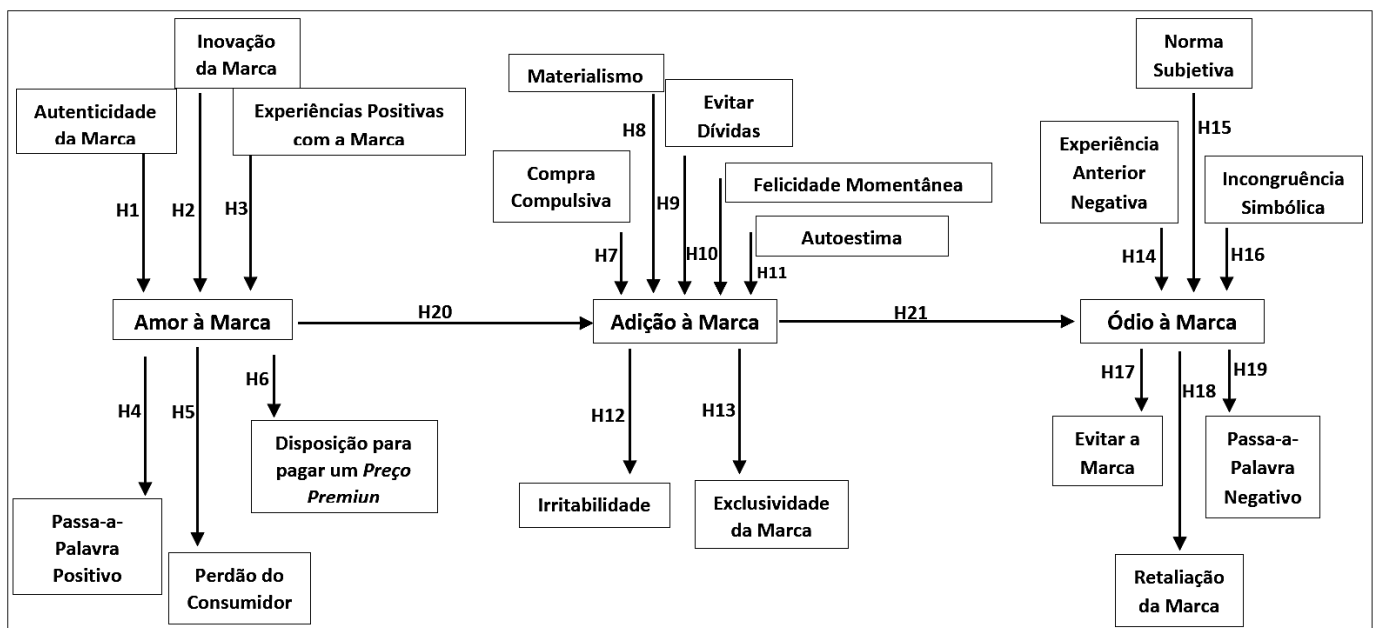 Inovação
da Marca
Autenticidade
da Marca
Experiências Positivas
com a Marca
H1
H2
H3
Materialismo
Evitar
Dívidas
Compra
Compulsiva
Felicidade Momentânea
Autoestima
H7
H8
H9
H10
H11
Norma
Subjetiva
Experiência
Anterior
Negativa
Incongruência
Simbólica
H14
H15
H16
Amor à Marca
H20
Adição à Marca
H21
Ódio à Marca
H4
H5
H6
Passa-a-
Palavra
Positivo
Perdão do
Consumidor
Disposição para
pagar um Preço
Premiun
H12
H13
Irritabilidade
Exclusividade
da Marca
H17
H18
H19
Evitar a
Marca
Retaliação
da Marca
Passa-a-
Palavra
Negativo